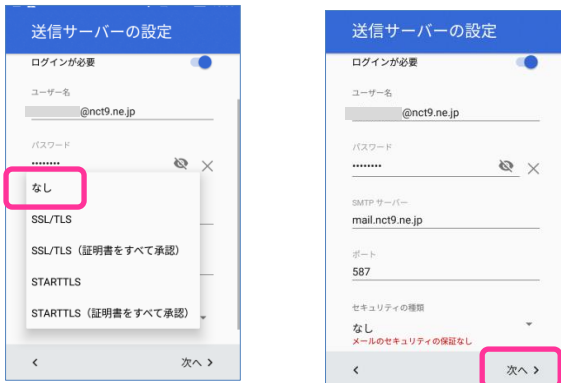 送信サーバーの設定
ログインが必要
ユーザー名
@nct9.ne.jp
パスワード
••••••••
なし
SSL/TLS
SSL/TLS（証明書をすべて承認）
STARTTLS
STARTTLS（証明書をすべて承認）
次へ
送信サーバーの設定
ログインが必要
ユーザー名
@nct9.ne.jp
パスワード
••••••••
SMTP サーバー
mail.nct9.ne.jp
ポート
587
セキュリティの種類
なし
メールのセキュリティの保証なし
次へ